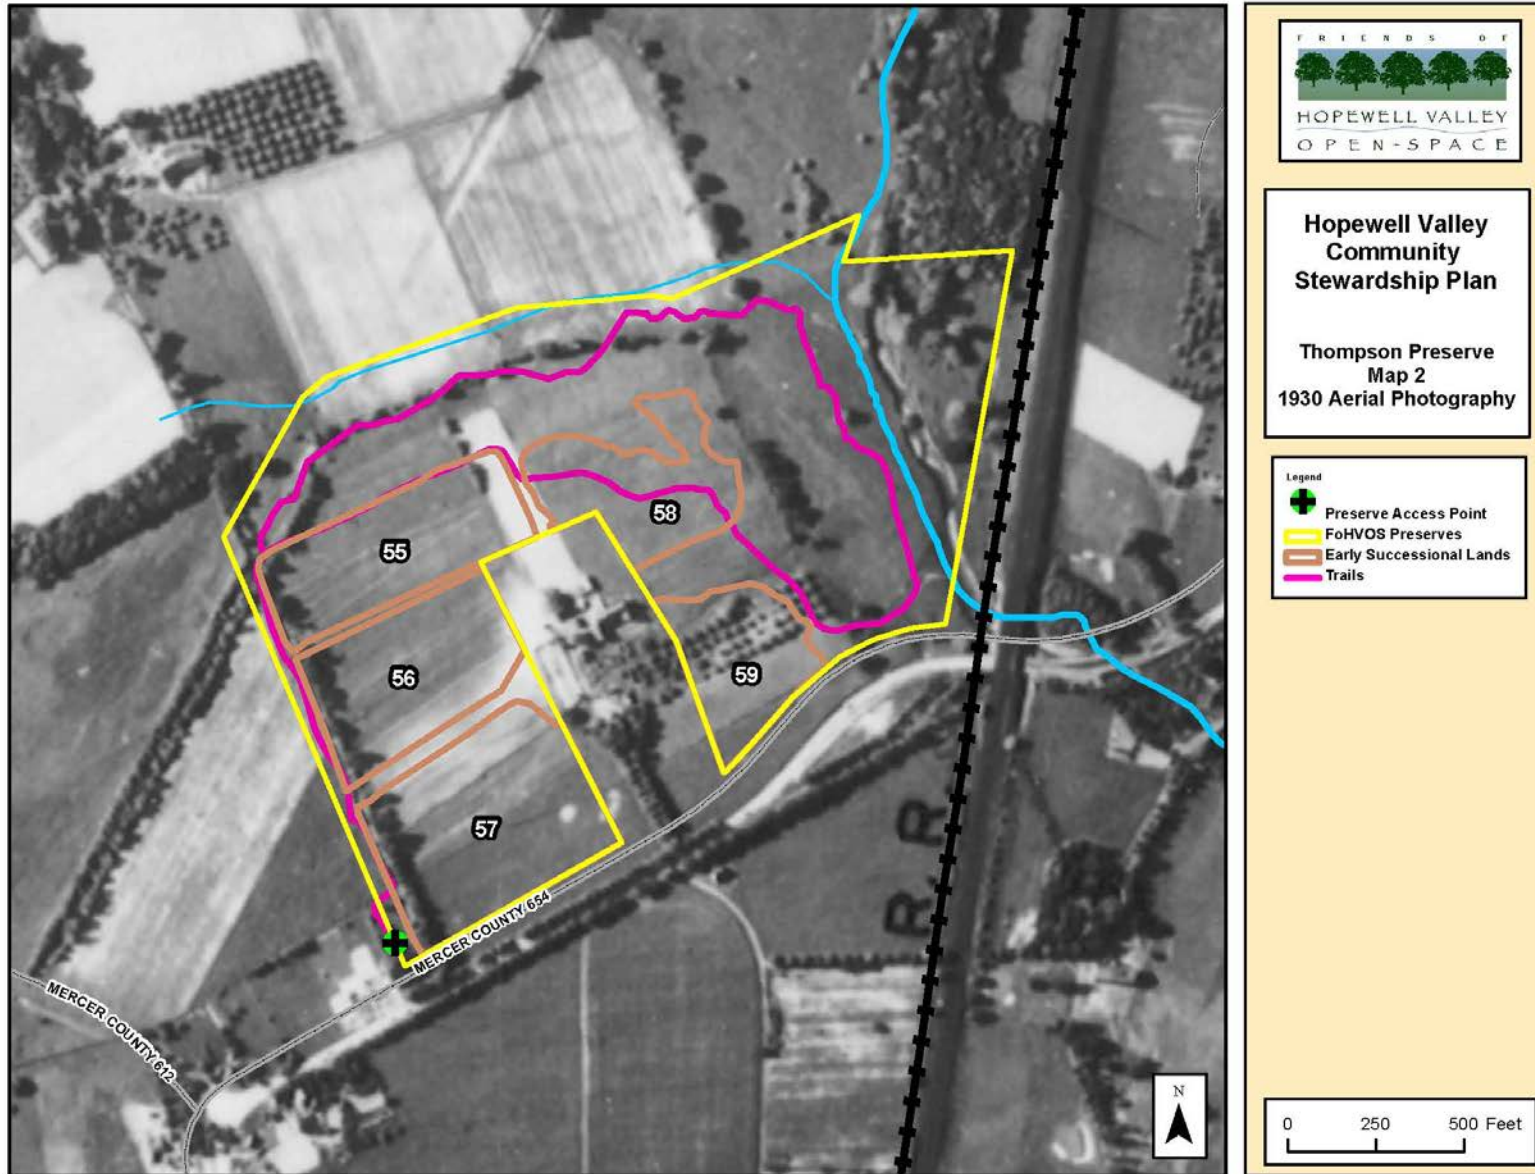 FRIENDS OF
HOPEWELL VALLEY
OPEN-SPACE
Hopewell Valley
Community
Stewardship Plan
Thompson Preserve
Map 2
1930 Aerial Photography
Legend
Preserve Access Point
FoHVOS Preserves
Early Successional Lands
Trails
55
58
56
59
57
R R
R
MERCER COUNTY 654
MERCER COUNTY 612
N
0 250 500 Feet